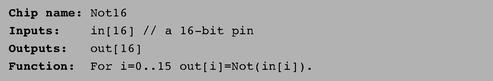 Chip name: Not16
Inputs: in[16] // a 16-bit pin
Outputs: out[16]
Function: For i=0..15 out[i]=Not(in[i]).